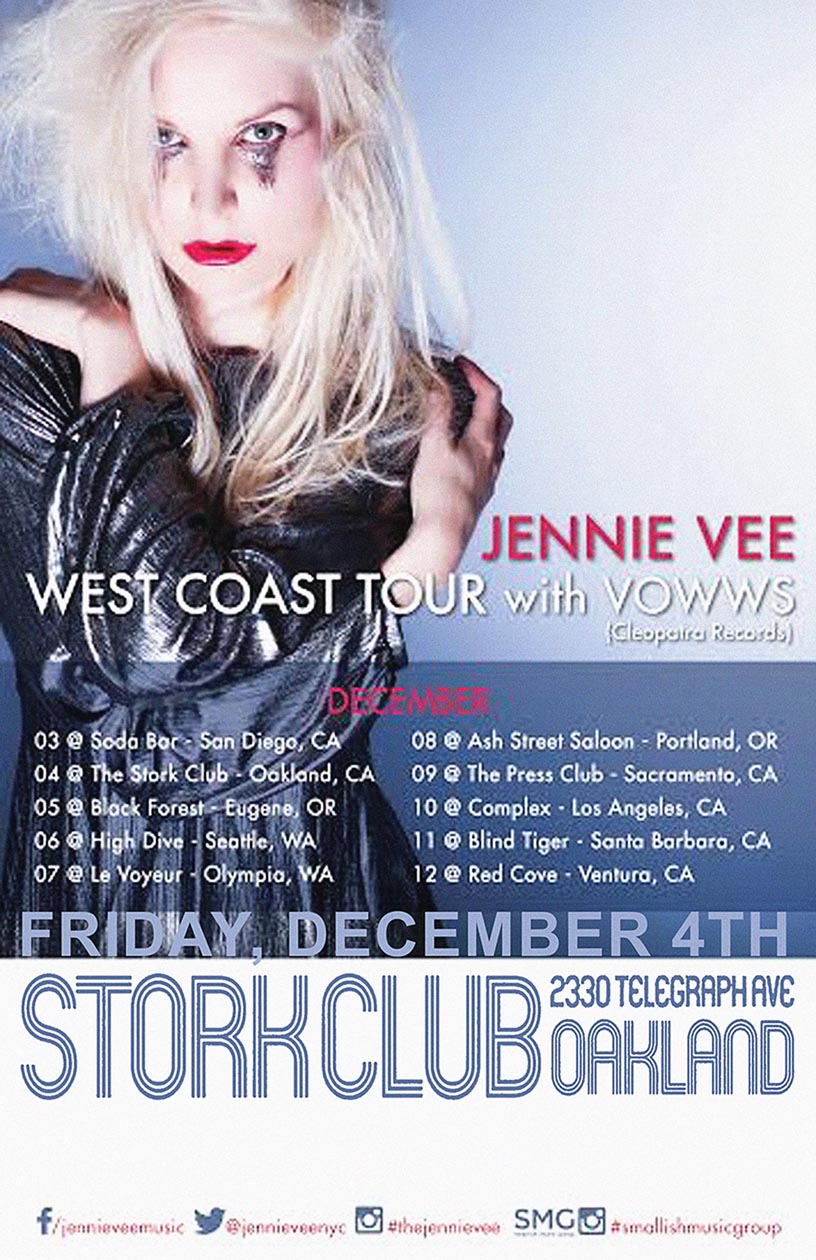 JENNIE VEE
WEST COAST TOUR with VOWWS
(Cleopatra Records)
DECEMBER
03 @ Soda Bar - San Diego, CA
04 @ The Stork Club - Oakland, CA
05 @ Black Forest - Eugene, OR
06 @ High Dive - Seattle, WA
07 @ Le Voyeur - Olympia, WA
08 @ Ash Street Saloon - Portland, OR
09 @ The Press Club - Sacramento, CA
10 @ Complex - Los Angeles, CA
11 @ Blind Tiger - Santa Barbara, CA
12 @ Red Cove - Ventura, CA
FRIDAY, DECEMBER 4TH
STORK CLUB
2330 TELEGRAPH AVE
OAKLAND
f/jennieveemusic @jennieveenyc #thejennievee SMG #smallishmusicgroup